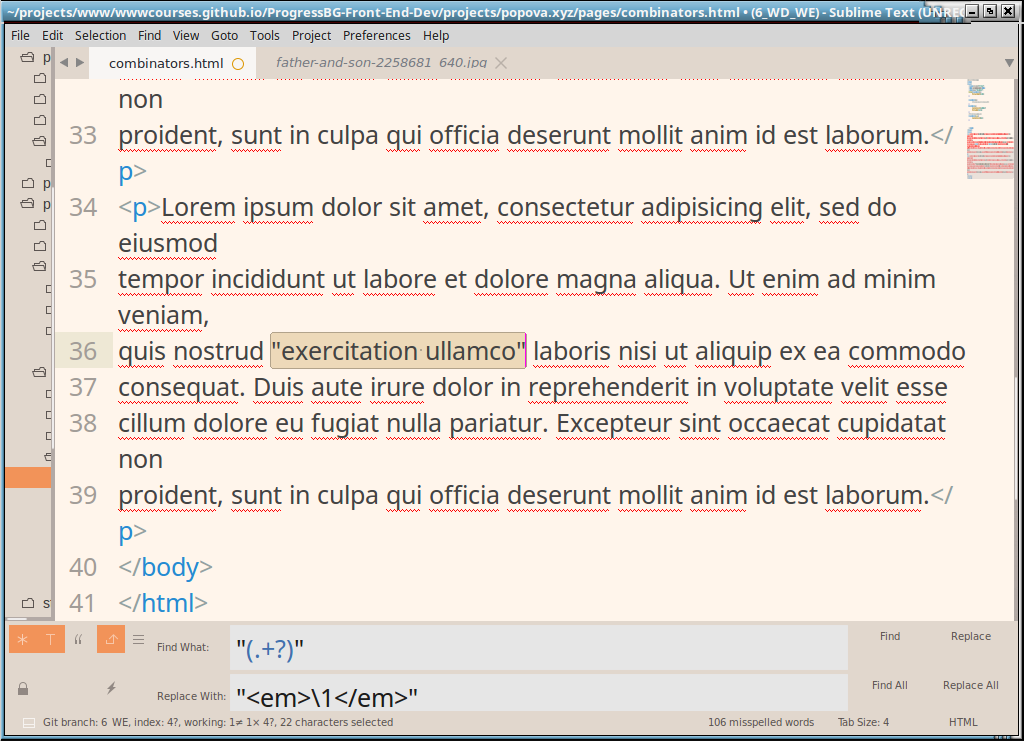 ~/projects/www/wwwcourses.github.io/ProgressBG-Front-End-Dev/projects/popova.xyz/pages/combinators.html • (6_WD_WE) - Sublime Text (UNREG
File Edit Selection Find View Goto Tools Project Preferences Help
combinators.html father-and-son-2258681_640.jpg
p
non
33 proident, sunt in culpa qui officia deserunt mollit anim id est laborum.</
p>
p
34 <p>Lorem ipsum dolor sit amet, consectetur adipisicing elit, sed do
p
eiusmod
35 tempor incididunt ut labore et dolore magna aliqua. Ut enim ad minim
veniam,
36 quis nostrud "exercitation ullamco" laboris nisi ut aliquip ex ea commodo
37 consequat. Duis aute irure dolor in reprehenderit in voluptate velit esse
38 cillum dolore eu fugiat nulla pariatur. Excepteur sint occaecat cupidatat
non
39 proident, sunt in culpa qui officia deserunt mollit anim id est laborum.</
p>
40 </body>
41 </html>
s
Find What: "(.+?)" Find Replace
Replace With: "<em>\1</em>" Find All Replace All
Git branch: 6_WE, index: 4?, working: 1≠ 1× 4?, 22 characters selected 106 misspelled words Tab Size: 4 HTML